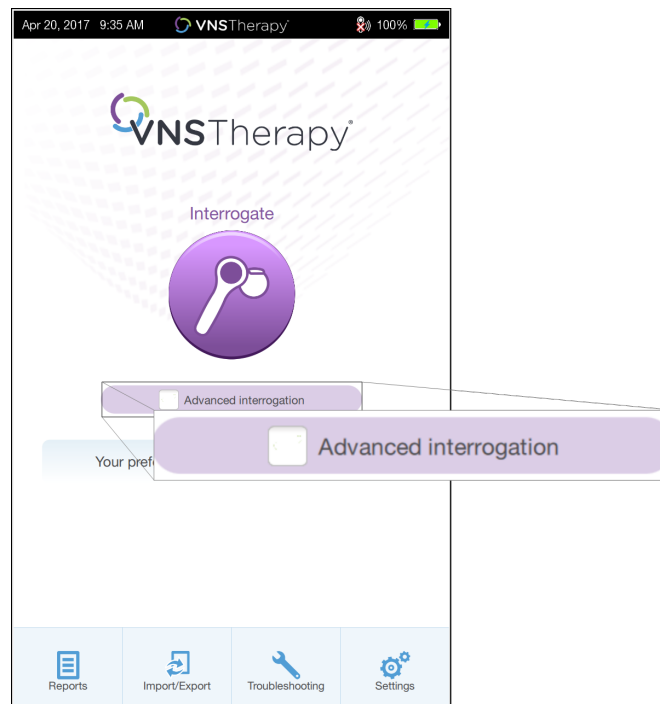 Apr 20, 2017 9:35 AM VNSTherapy 100%
VNSTherapy®
Interrogate
Advanced interrogation
Advanced interrogation
Your pref
Reports Import/Export Troubleshooting Settings